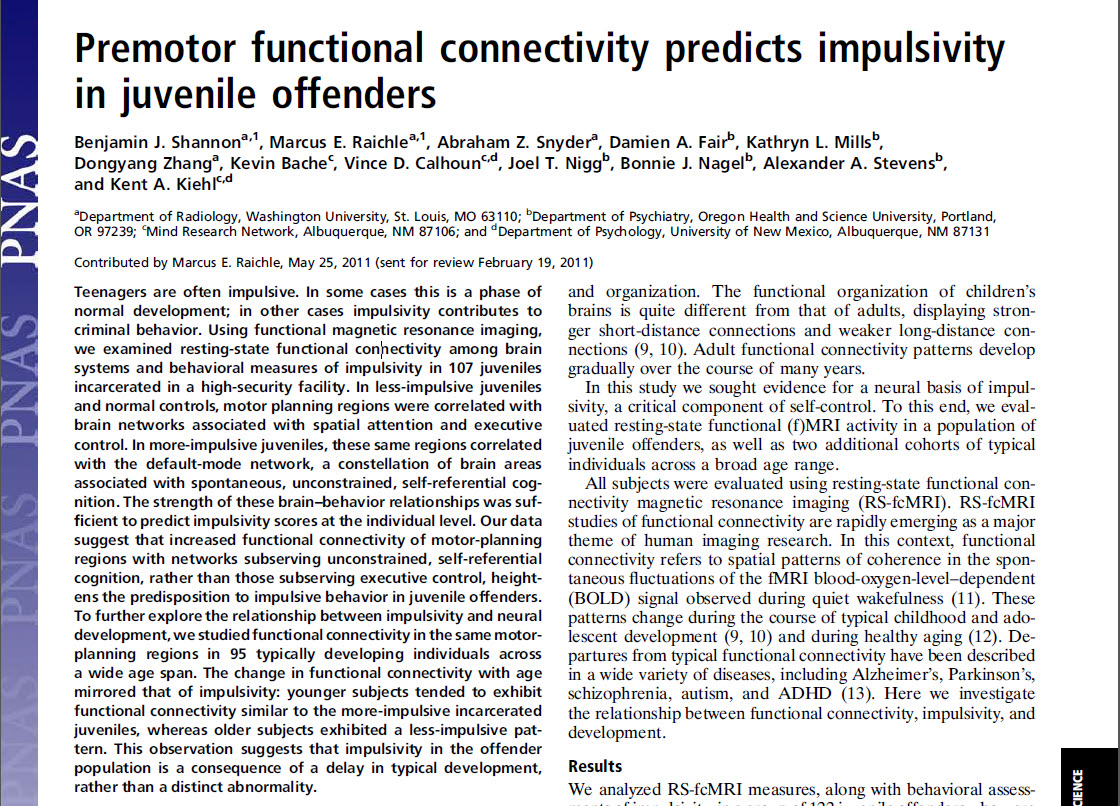 Premotor functional connectivity predicts impulsivity
in juvenile offenders
Benjamin J. Shannona,1, Marcus E. Raichlea,1, Abraham Z. Snydera, Damien A. Fairb, Kathryn L. Millsb,
Dongyang Zhanga, Kevin Bachec, Vince D. Calhounc,d, Joel T. Niggb, Bonnie J. Nagelb, Alexander A. Stevensb,
and Kent A. Kiehlc,d
aDepartment of Radiology, Washington University, St. Louis, MO 63110; bDepartment of Psychiatry, Oregon Health and Science University, Portland,
OR 97239; cMind Research Network, Albuquerque, NM 87106; and dDepartment of Psychology, University of New Mexico, Albuquerque, NM 87131
Contributed by Marcus E. Raichle, May 25, 2011 (sent for review February 19, 2011)
Teenagers are often impulsive. In some cases this is a phase of
normal development; in other cases impulsivity contributes to
criminal behavior. Using functional magnetic resonance imaging,
we examined resting-state functional connectivity among brain
systems and behavioral measures of impulsivity in 107 juveniles
incarcerated in a high-security facility. In less-impulsive juveniles
and normal controls, motor planning regions were correlated with
brain networks associated with spatial attention and executive
control. In more-impulsive juveniles, these same regions correlated
with the default-mode network, a constellation of brain areas
associated with spontaneous, unconstrained, self-referential cog-
nition. The strength of these brain–behavior relationships was suf-
ficient to predict impulsivity scores at the individual level. Our data
suggest that increased functional connectivity of motor-planning
regions with networks subserving unconstrained, self-referential
cognition, rather than those subserving executive control, height-
ens the predisposition to impulsive behavior in juvenile offenders.
To further explore the relationship between impulsivity and neural
development, we studied functional connectivity in the same motor-
planning regions in 95 typically developing individuals across
a wide age span. The change in functional connectivity with age
mirrored that of impulsivity: younger subjects tended to exhibit
functional connectivity similar to the more-impulsive incarcerated
juveniles, whereas older subjects exhibited a less-impulsive pat-
tern. This observation suggests that impulsivity in the offender
population is a consequence of a delay in typical development,
rather than a distinct abnormality.
and organization. The functional organization of children's
brains is quite different from that of adults, displaying stron-
ger short-distance connections and weaker long-distance con-
nections (9, 10). Adult functional connectivity patterns develop
gradually over the course of many years.
In this study we sought evidence for a neural basis of impul-
sivity, a critical component of self-control. To this end, we eval-
uated resting-state functional (f)MRI activity in a population of
juvenile offenders, as well as two additional cohorts of typical
individuals across a broad age range.
All subjects were evaluated using resting-state functional con-
nectivity magnetic resonance imaging (RS-fcMRI). RS-fcMRI
studies of functional connectivity are rapidly emerging as a major
theme of human imaging research. In this context, functional
connectivity refers to spatial patterns of coherence in the spon-
taneous fluctuations of the fMRI blood-oxygen-level–dependent
(BOLD) signal observed during quiet wakefulness (11). These
patterns change during the course of typical childhood and ado-
lescent development (9, 10) and during healthy aging (12). De-
partures from typical functional connectivity have been described
in a wide variety of diseases, including Alzheimer's, Parkinson's,
schizophrenia, autism, and ADHD (13). Here we investigate
the relationship between functional connectivity, impulsivity, and
development.
Results
We analyzed RS-fcMRI measures, along with behavioral assess-
PNAS
PNAS
PNAS
PNAS
PNAS
CIENCE